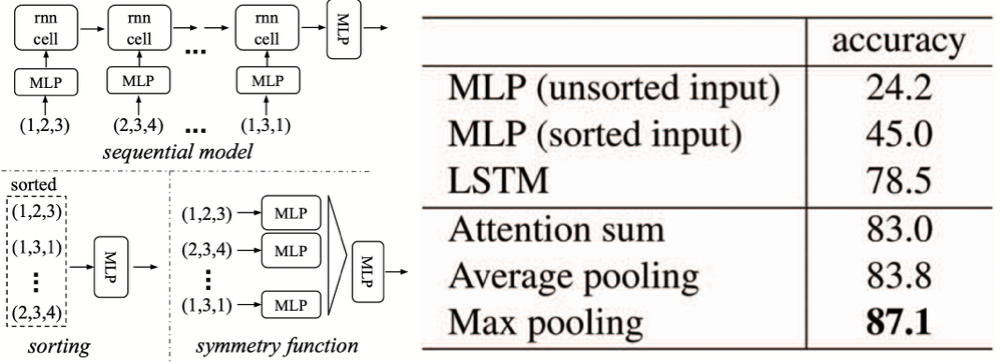 rnn cell rnn cell rnn cell MLP
...
MLP MLP MLP
(1,2,3) (2,3,4) ... (1,3,1)
sequential model
sorted
(1,2,3)
(1,3,1)
⋮
(2,3,4)
MLP
sorting
(1,2,3) MLP
(2,3,4) MLP
⋮
(1,3,1) MLP
MLP
symmetry function
accuracy
MLP (unsorted input) 24.2
MLP (sorted input) 45.0
LSTM 78.5
Attention sum 83.0
Average pooling 83.8
Max pooling 87.1